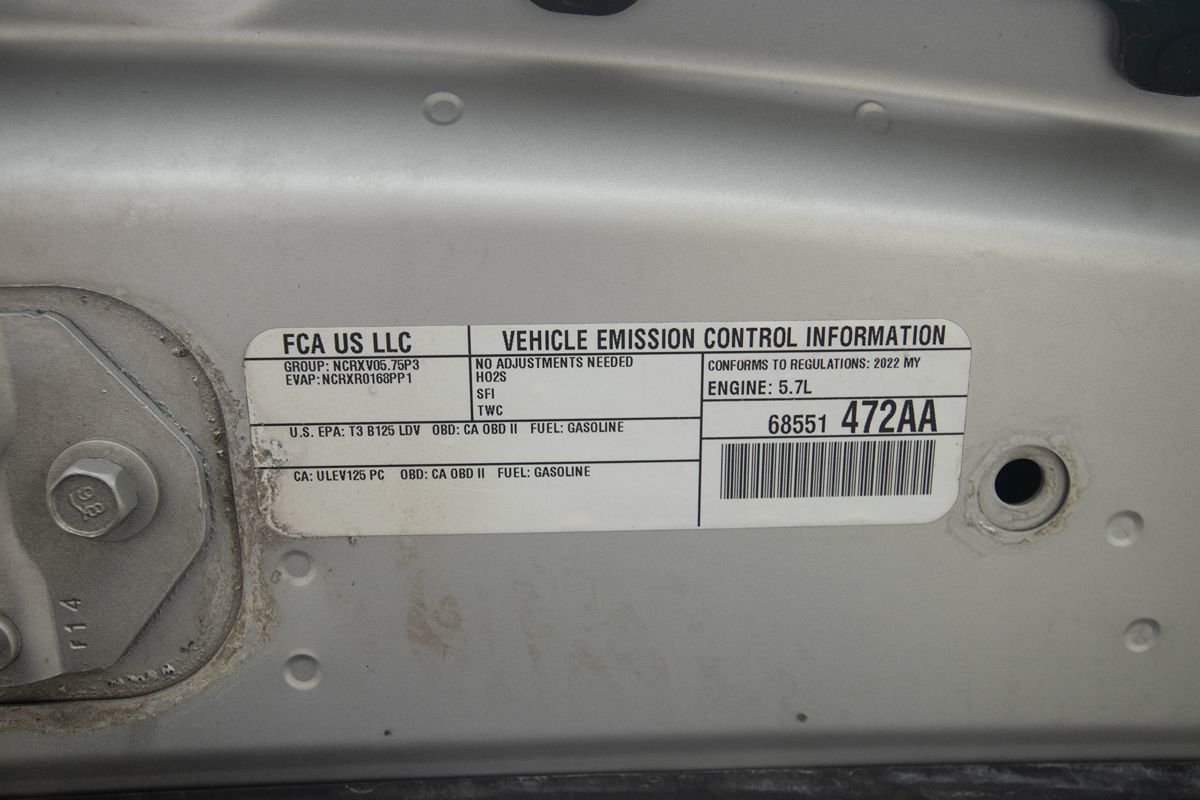 FCA US LLC
VEHICLE EMISSION CONTROL INFORMATION
GROUP: NCRXV05.75P3
EVAP: NCRXR0168PP1
NO ADJUSTMENTS NEEDED
HO2S
SFI
TWC
CONFORMS TO REGULATIONS: 2022 MY
ENGINE: 5.7L
68551 472AA
U.S. EPA: T3 B125 LDV OBD: CA OBD II FUEL: GASOLINE
CA: ULEV125 PC OBD: CA OBD II FUEL: GASOLINE
F14